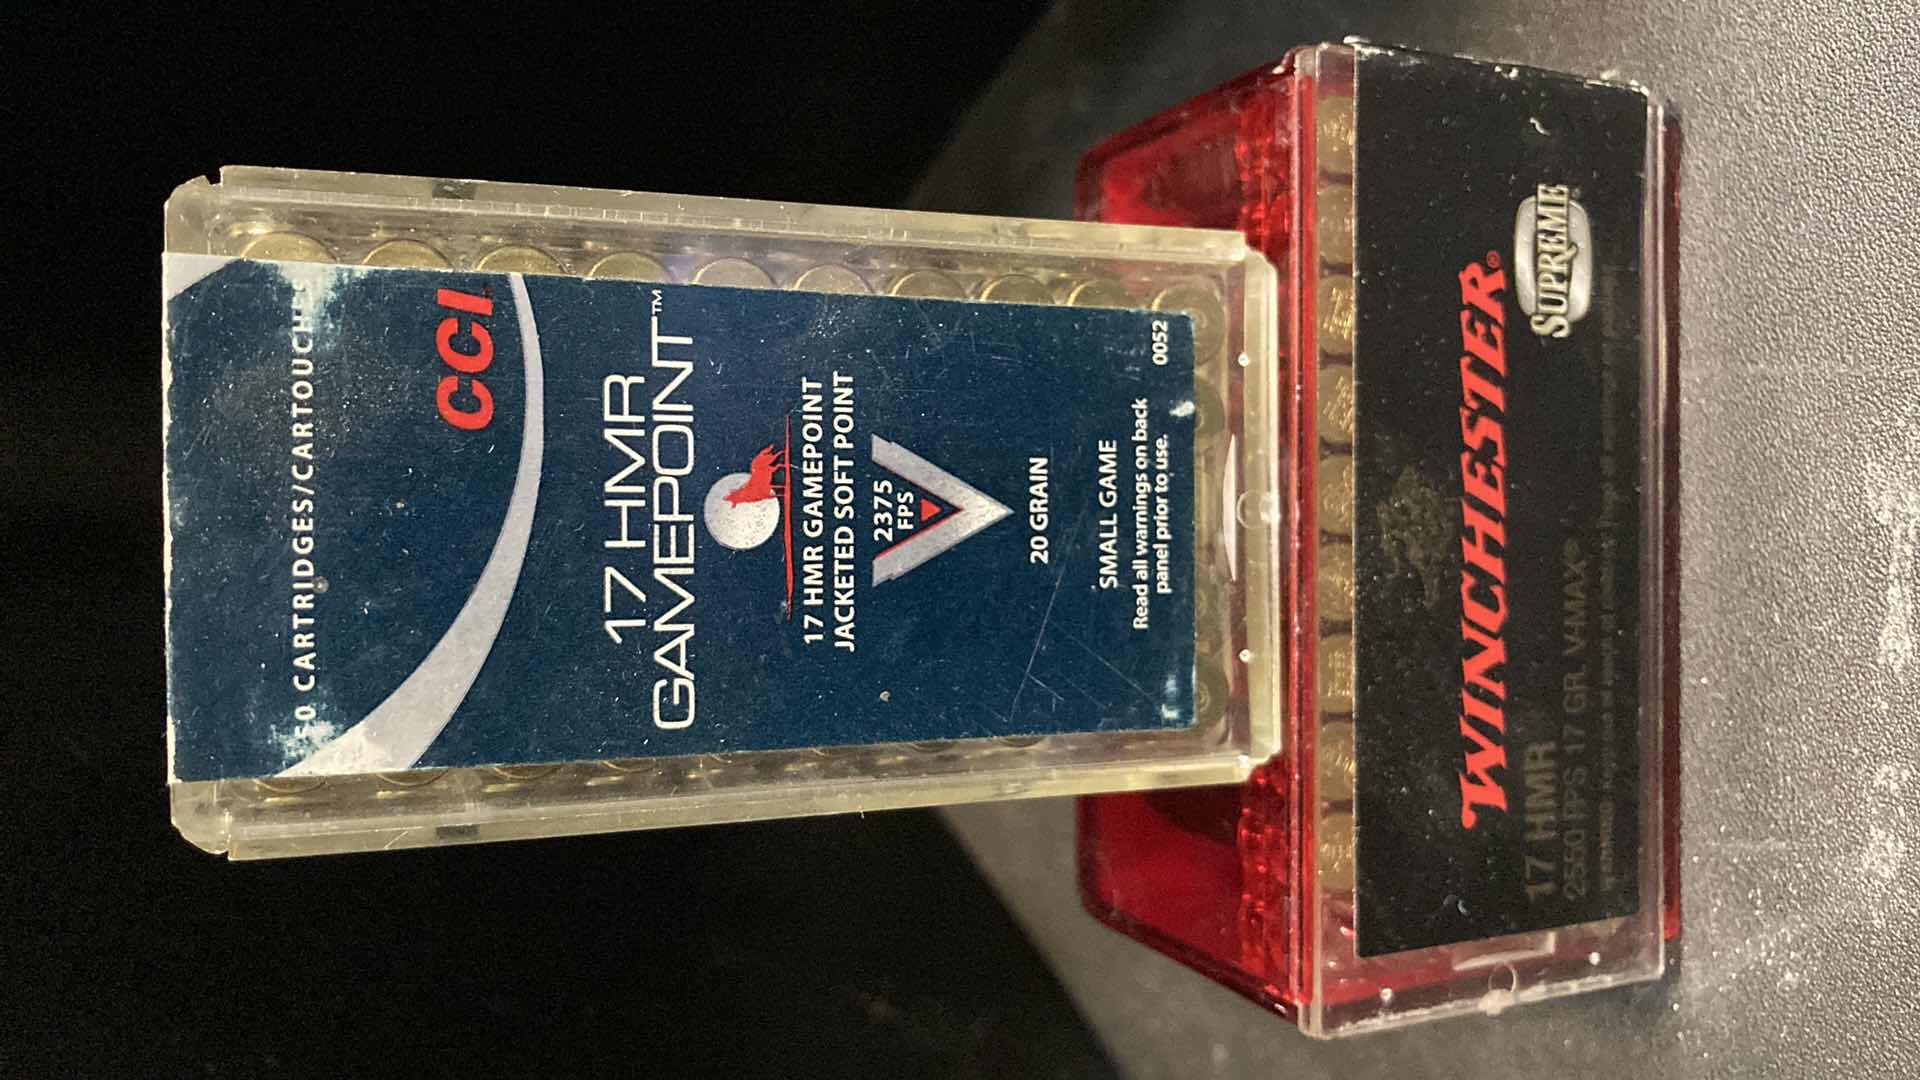 50 CARTRIDGES/CARTOUCHE
CCI
17 HMR
GAMEPOINT™
17 HMR GAMEPOINT
JACKETED SOFT POINT
2375
FPS
20 GRAIN
SMALL GAME
Read all warnings on back
panel prior to use.
0052
WINCHESTER®
SUPREME
17 HMR
2550 FPS 17 GR. V-MAX®